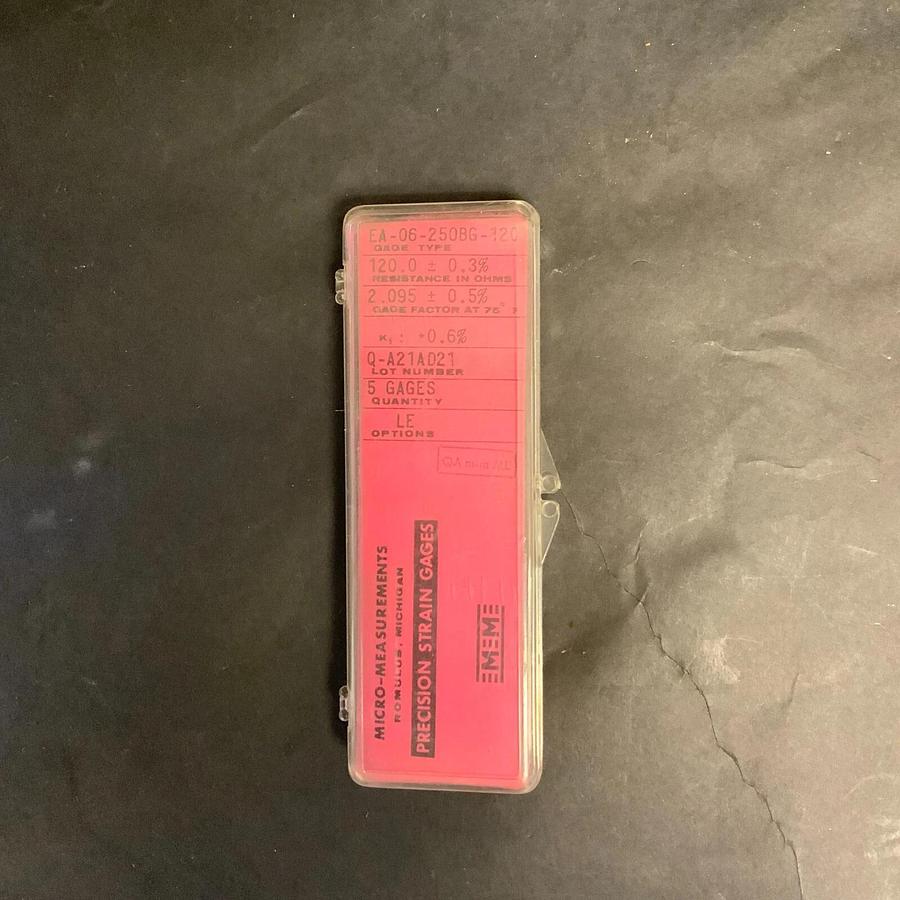 EA-06-250BG-120
GAGE TYPE
120.0 ± 0.3%
RESISTANCE IN OHMS
2.095 ± 0.5%
GAGE FACTOR AT 75°
: +0.6%
Q-A21AD21
LOT NUMBER
5 GAGES
QUANTITY
LE
OPTIONS
QA
MICRO-MEASUREMENTS
ROMULUS, MICHIGAN
PRECISION STRAIN GAGES
MM